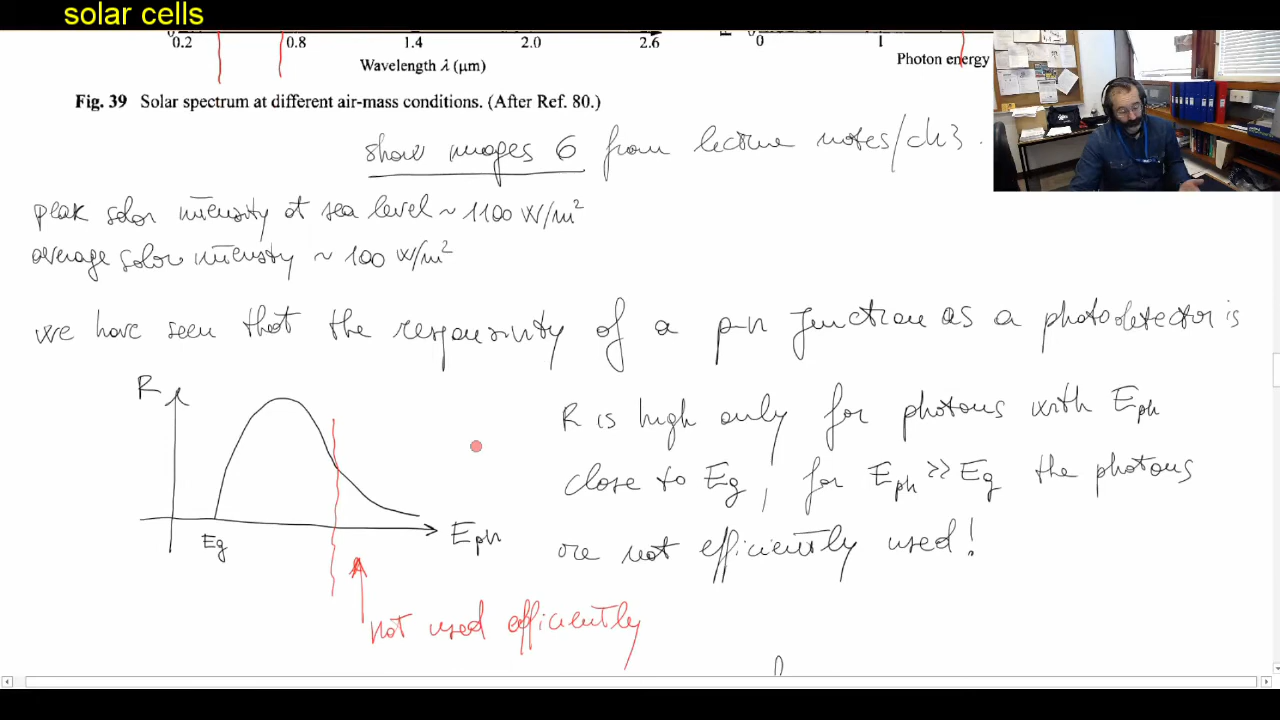 solar cells
0.2 0.8 1.4 2.0 2.6 0 1
Wavelength λ (μm) Photon energy
Fig. 39 Solar spectrum at different air-mass conditions. (After Ref. 80.)
show images 6 from lecture notes/ch3.
peak solar intensity at sea level ~ 1100 W/m²
average solar intensity ~ 100 W/m²
we have seen that the responsivity of a p-n junction as a photodetector is
R
R is high only for photons with Eph
close to Eg, for Eph >> Eg the photons
are not efficiently used!
Eg Eph
not used efficiently